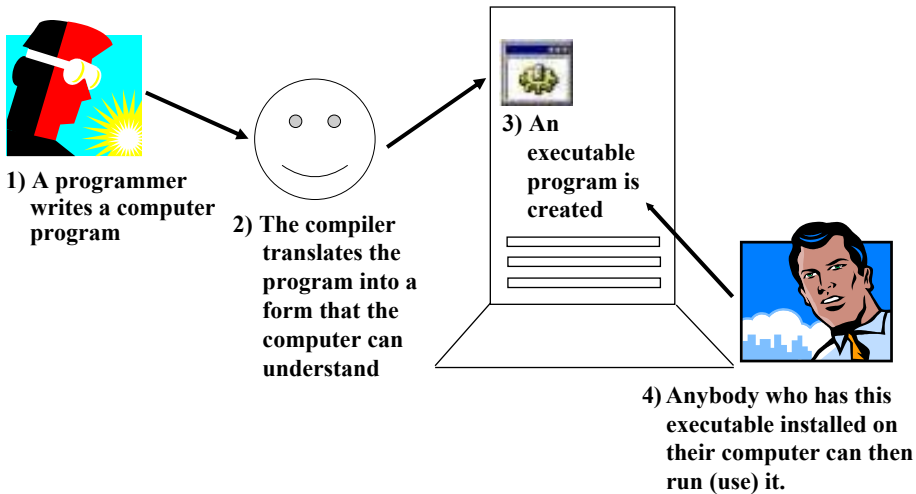 1) A programmer
writes a computer
program
2) The compiler
translates the
program into a
form that the
computer can
understand
3) An
executable
program is
created
4) Anybody who has this
executable installed on
their computer can then
run (use) it.